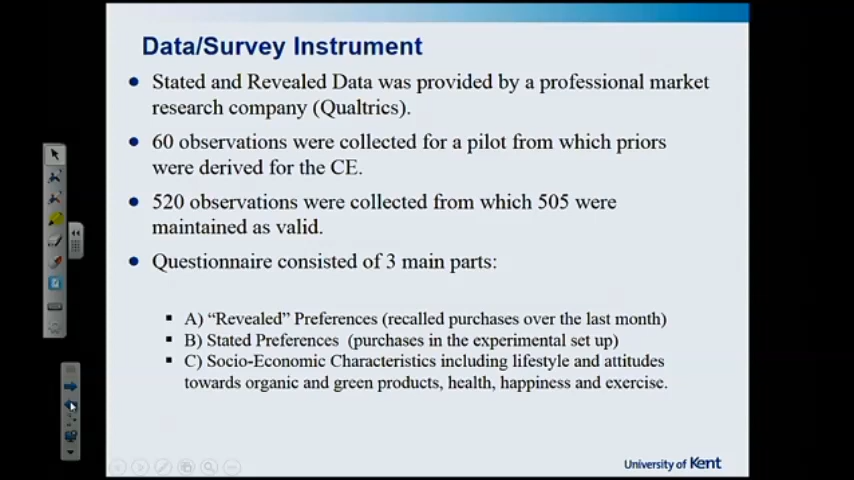 Data/Survey Instrument
Stated and Revealed Data was provided by a professional market
research company (Qualtrics).
60 observations were collected for a pilot from which priors
were derived for the CE.
520 observations were collected from which 505 were
maintained as valid.
Questionnaire consisted of 3 main parts:
A) “Revealed” Preferences (recalled purchases over the last month)
B) Stated Preferences (purchases in the experimental set up)
C) Socio-Economic Characteristics including lifestyle and attitudes
towards organic and green products, health, happiness and exercise.
University of Kent